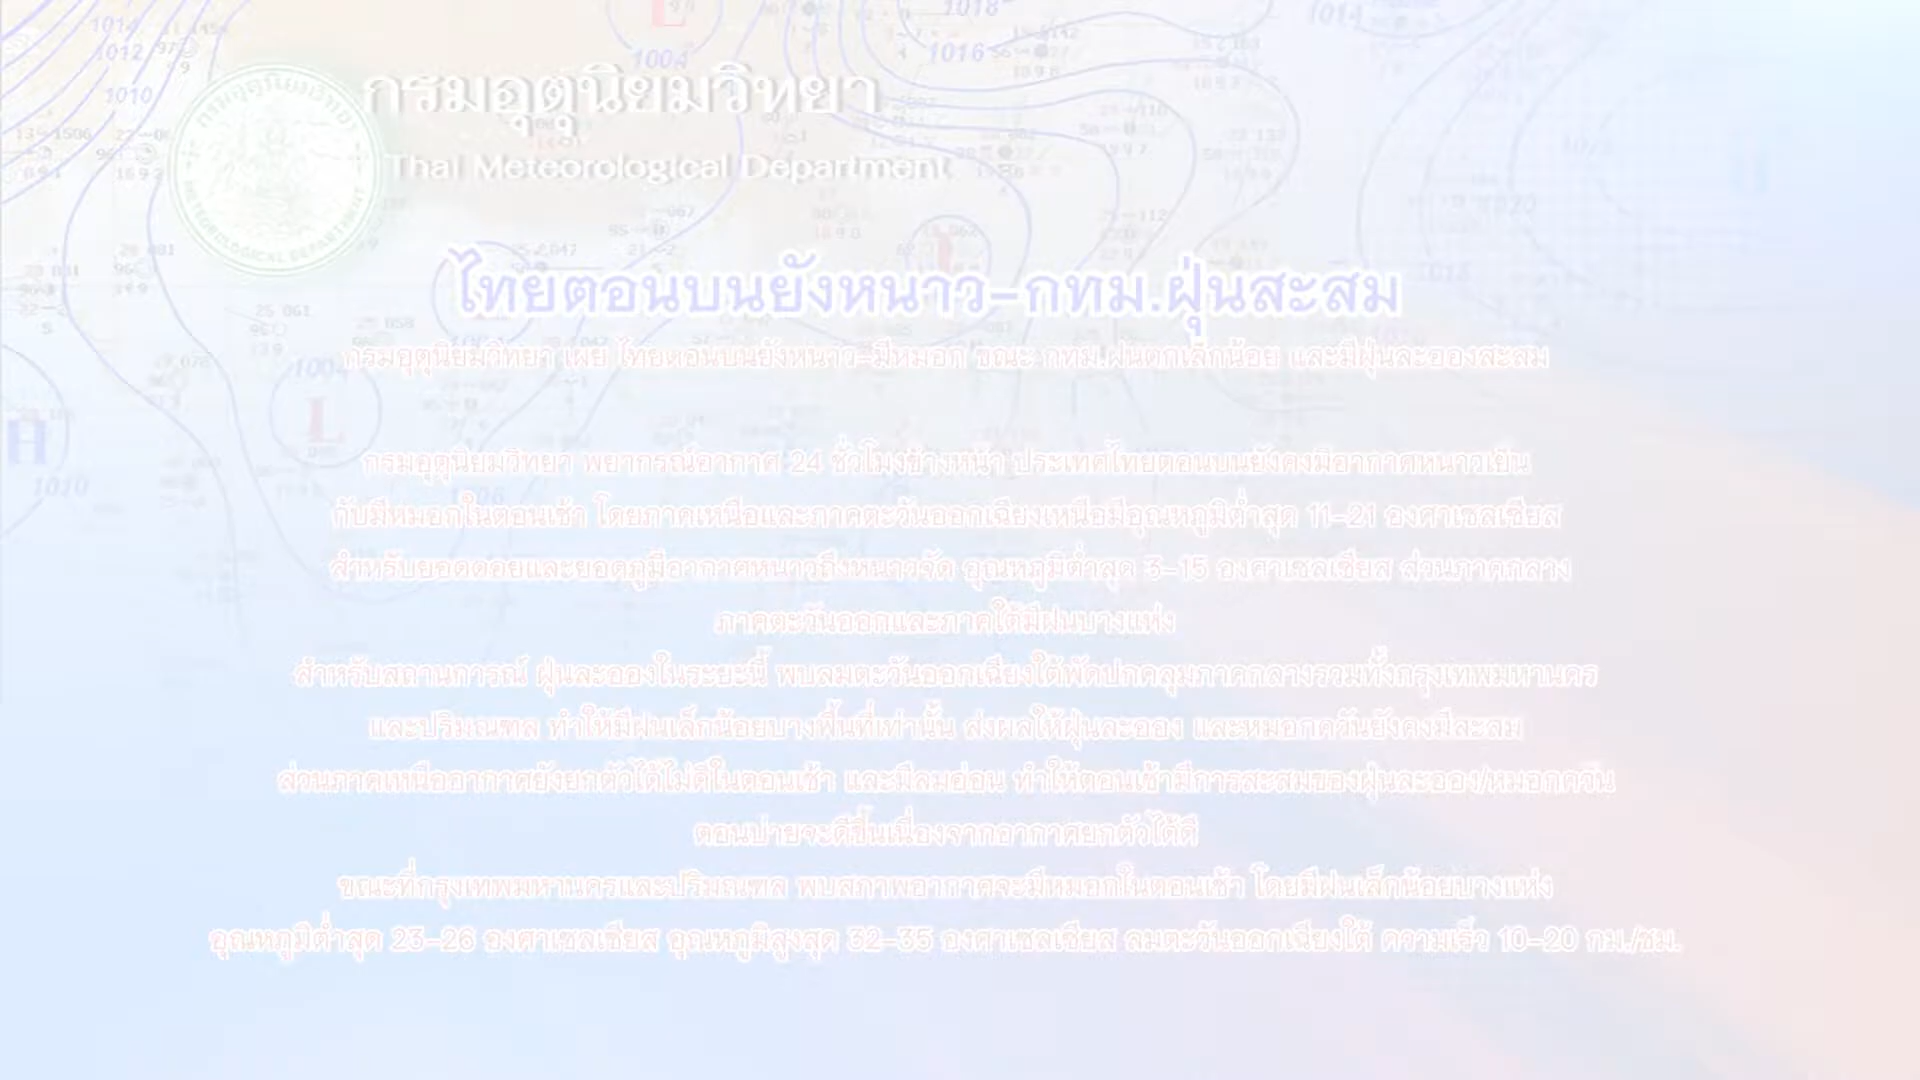 กรมอุตุนิยมวิทยา
Thai Meteorological Department
ไทยตอนบนยังหนาว-กทม.ฝุ่นสะสม
กรมอุตุนิยมวิทยา เผย ไทยตอนบนยังหนาว-มีหมอก ขณะ กทม.ฝนตกเล็กน้อย และมีฝุ่นละอองสะสม
กรมอุตุนิยมวิทยา พยากรณ์อากาศ 24 ชั่วโมงข้างหน้า ประเทศไทยตอนบนยังคงมีอากาศหนาวเย็น
กับมีหมอกในตอนเช้า โดยภาคเหนือและภาคตะวันออกเฉียงเหนือมีอุณหภูมิต่ำสุด 11-21 องศาเซลเซียส
สำหรับยอดดอยและยอดภูมีอากาศหนาวถึงหนาวจัด อุณหภูมิต่ำสุด 3-15 องศาเซลเซียส ส่วนภาคกลาง
ภาคตะวันออกและภาคใต้มีฝนบางแห่ง
สำหรับสถานการณ์ ฝุ่นละอองในระยะนี้ พบลมตะวันออกเฉียงใต้พัดปกคลุมภาคกลางรวมทั้งกรุงเทพมหานคร
และปริมณฑล ทำให้มีฝนเล็กน้อยบางพื้นที่เท่านั้น ส่งผลให้ฝุ่นละออง และหมอกควันยังคงมีสะสม
ส่วนภาคเหนืออากาศยังยกตัวได้ไม่ดีในตอนเช้า และมีลมอ่อน ทำให้ตอนเช้ามีการสะสมของฝุ่นละออง/หมอกควัน
ตอนบ่ายจะดีขึ้นเนื่องจากอากาศยกตัวได้ดี
ขณะที่กรุงเทพมหานครและปริมณฑล พบสภาพอากาศจะมีหมอกในตอนเช้า โดยมีฝนเล็กน้อยบางแห่ง
อุณหภูมิต่ำสุด 23-26 องศาเซลเซียส อุณหภูมิสูงสุด 32-35 องศาเซลเซียส ลมตะวันออกเฉียงใต้ ความเร็ว 10-20 กม./ชม.